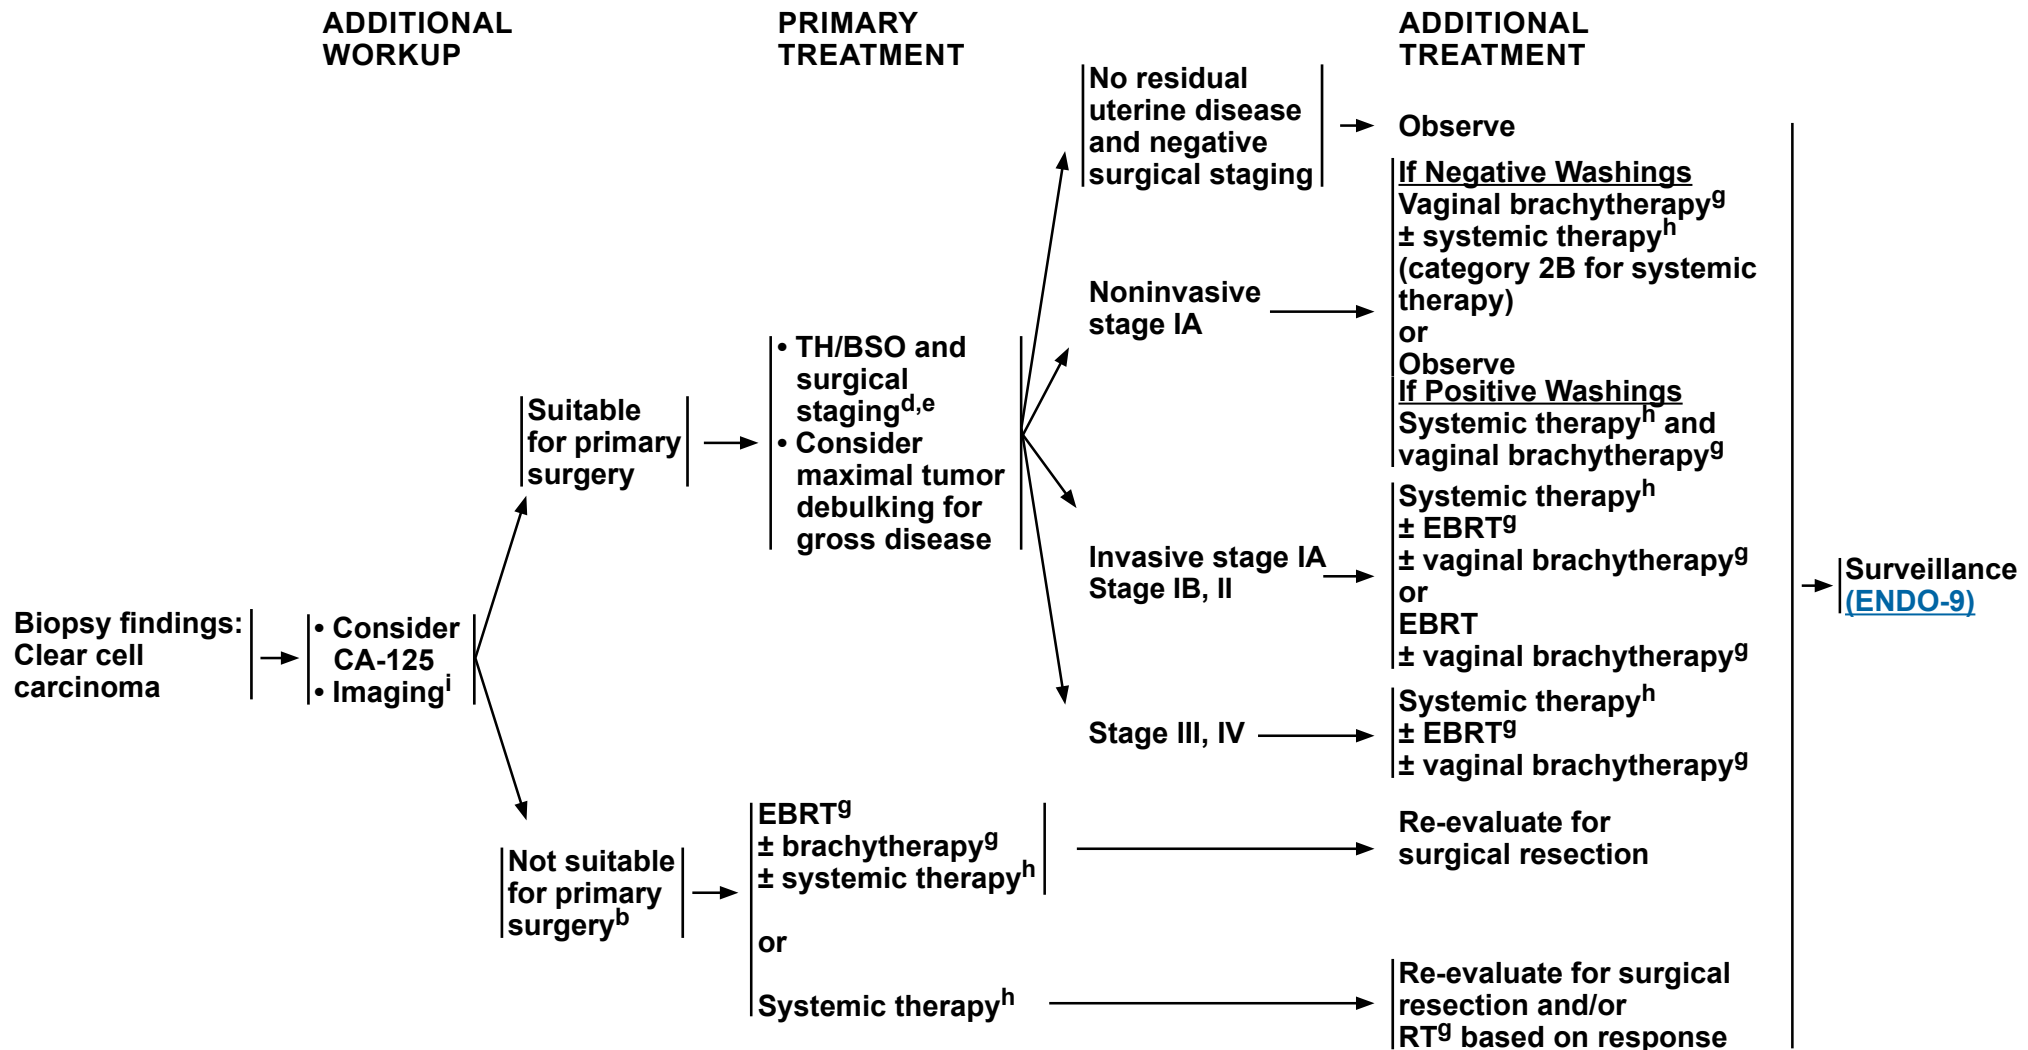 ADDITIONAL
WORKUP
PRIMARY
TREATMENT
ADDITIONAL
TREATMENT
Biopsy findings:
Clear cell
carcinoma
• Consider
CA-125
• Imagingⁱ
Suitable
for primary
surgery
• TH/BSO and
surgical
stagingd,e
• Consider
maximal tumor
debulking for
gross disease
No residual
uterine disease
and negative
surgical staging
Observe
Noninvasive
stage IA
If Negative Washings
Vaginal brachytherapyg
± systemic therapyh
(category 2B for systemic
therapy)
or
Observe
If Positive Washings
Systemic therapyh and
vaginal brachytherapyg
Invasive stage IA
Stage IB, II
Systemic therapyh
± EBRTg
± vaginal brachytherapyg
or
EBRT
± vaginal brachytherapyg
Stage III, IV
Systemic therapyh
± EBRTg
± vaginal brachytherapyg
Not suitable
for primary
surgeryb
EBRTg
± brachytherapyg
± systemic therapyh
or
Systemic therapyh
Re-evaluate for
surgical resection
Re-evaluate for surgical
resection and/or
RTg based on response
Surveillance
(ENDO-9)